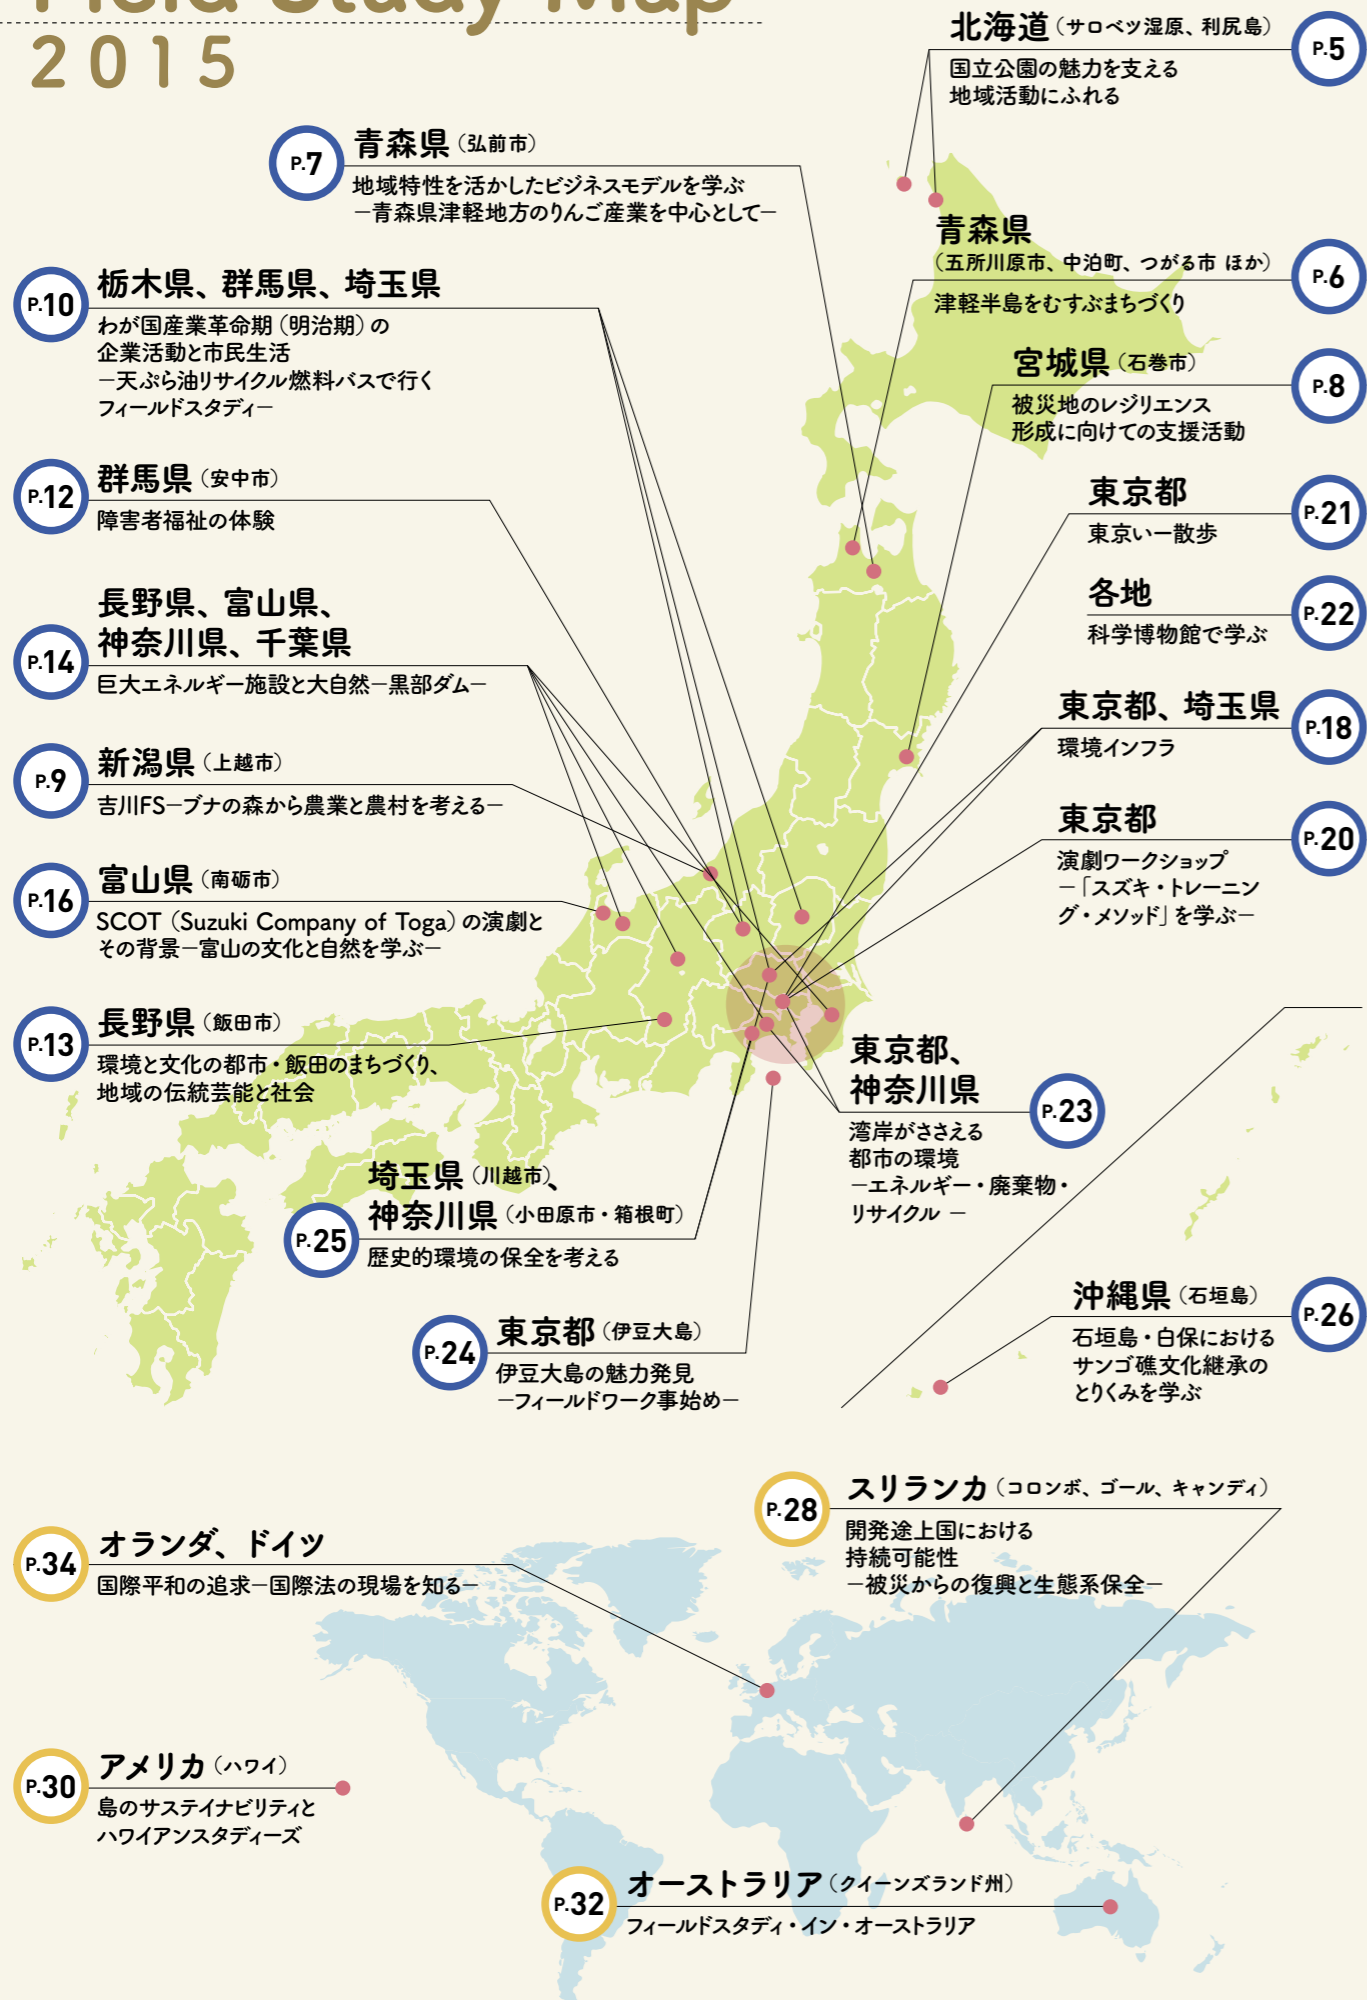 Field Study Map
2015
北海道（サロベツ湿原、利尻島）
P.5
国立公園の魅力を支える
地域活動にふれる
P.7
青森県（弘前市）
地域特性を活かしたビジネスモデルを学ぶ
－青森県津軽地方のりんご産業を中心として－
青森県
（五所川原市、中泊町、つがる市 ほか）
P.6
津軽半島をむすぶまちづくり
P.10
栃木県、群馬県、埼玉県
わが国産業革命期（明治期）の
企業活動と市民生活
－天ぷら油リサイクル燃料バスで行く
フィールドスタディ－
宮城県（石巻市）
P.8
被災地のレジリエンス
形成に向けての支援活動
P.12
群馬県（安中市）
障害者福祉の体験
東京都
P.21
東京いー散歩
各地
P.22
科学博物館で学ぶ
長野県、富山県、
神奈川県、千葉県
P.14
巨大エネルギー施設と大自然－黒部ダム－
東京都、埼玉県
P.18
環境インフラ
P.9
新潟県（上越市）
吉川FS－ブナの森から農業と農村を考える－
東京都
P.20
演劇ワークショップ
－「スズキ・トレーニン
グ・メソッド」を学ぶ－
P.16
富山県（南砺市）
SCOT（Suzuki Company of Toga）の演劇と
その背景－富山の文化と自然を学ぶ－
P.13
長野県（飯田市）
環境と文化の都市・飯田のまちづくり、
地域の伝統芸能と社会
東京都、
神奈川県
P.23
湾岸がささえる
都市の環境
－エネルギー・廃棄物・
リサイクル －
埼玉県（川越市）、
神奈川県（小田原市・箱根町）
P.25
歴史的環境の保全を考える
P.24
東京都（伊豆大島）
伊豆大島の魅力発見
－フィールドワーク事始め－
沖縄県（石垣島）
P.26
石垣島・白保における
サンゴ礁文化継承の
とりくみを学ぶ
P.28
スリランカ（コロンボ、ゴール、キャンディ）
開発途上国における
持続可能性
－被災からの復興と生態系保全－
P.34
オランダ、ドイツ
国際平和の追求－国際法の現場を知る－
P.30
アメリカ（ハワイ）
島のサステイナビリティと
ハワイアンスタディーズ
P.32
オーストラリア（クイーンズランド州）
フィールドスタディ・イン・オーストラリア